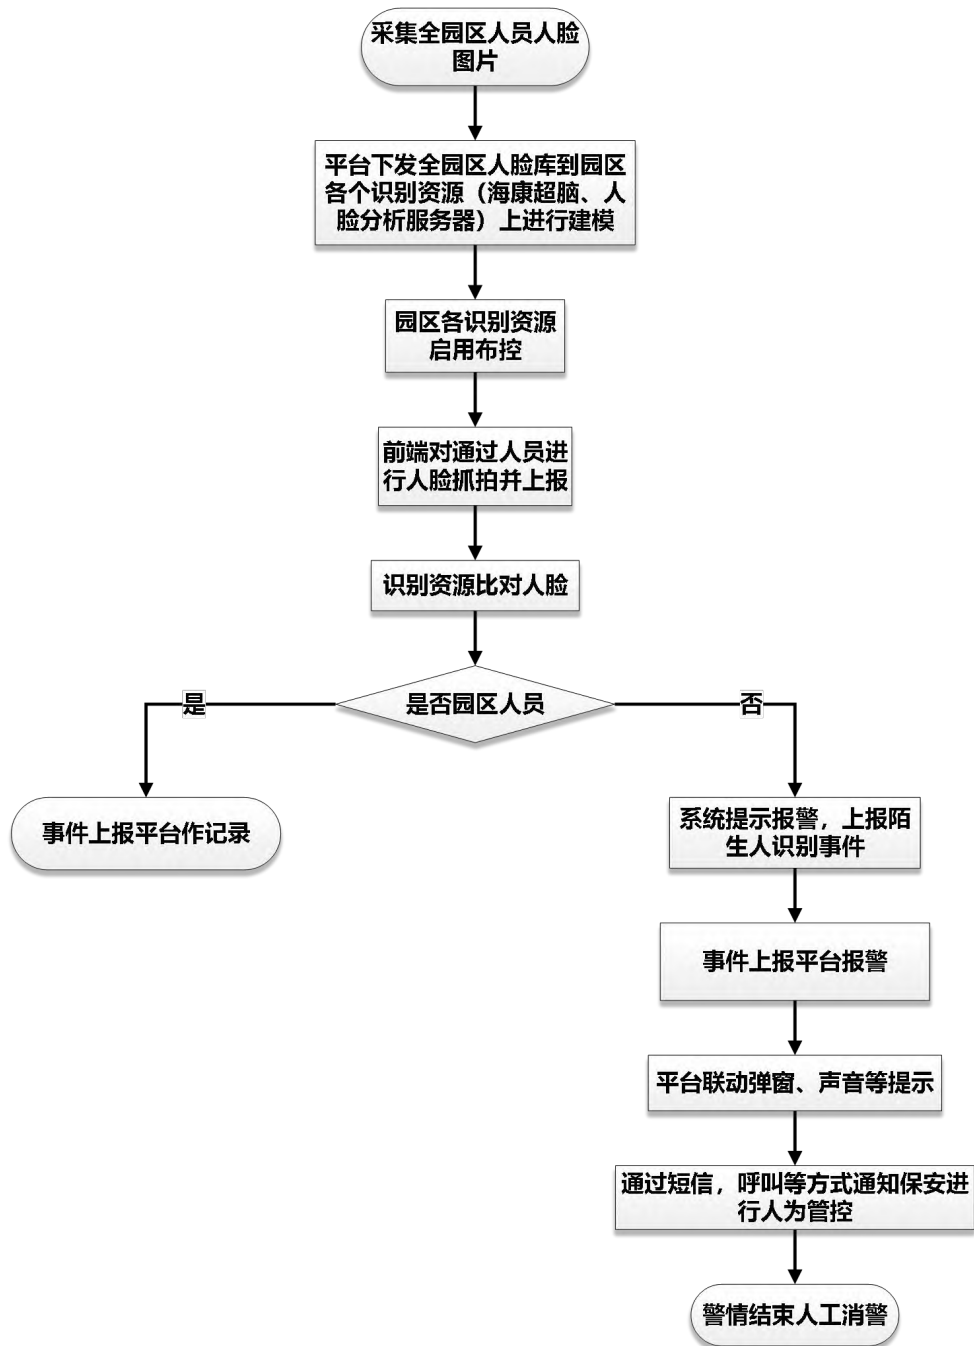 采集全园区人员人脸
图片
平台下发全园区人脸库到园区
各个识别资源（海康超脑、人
脸分析服务器）上进行建模
园区各识别资源
启用布控
前端对通过人员进
行人脸抓拍并上报
识别资源比对人脸
是否园区人员
是
否
事件上报平台作记录
系统提示报警，上报陌
生人识别事件
事件上报平台报警
平台联动弹窗、声音等提示
通过短信，呼叫等方式通知保安进
行人为管控
警情结束人工消警